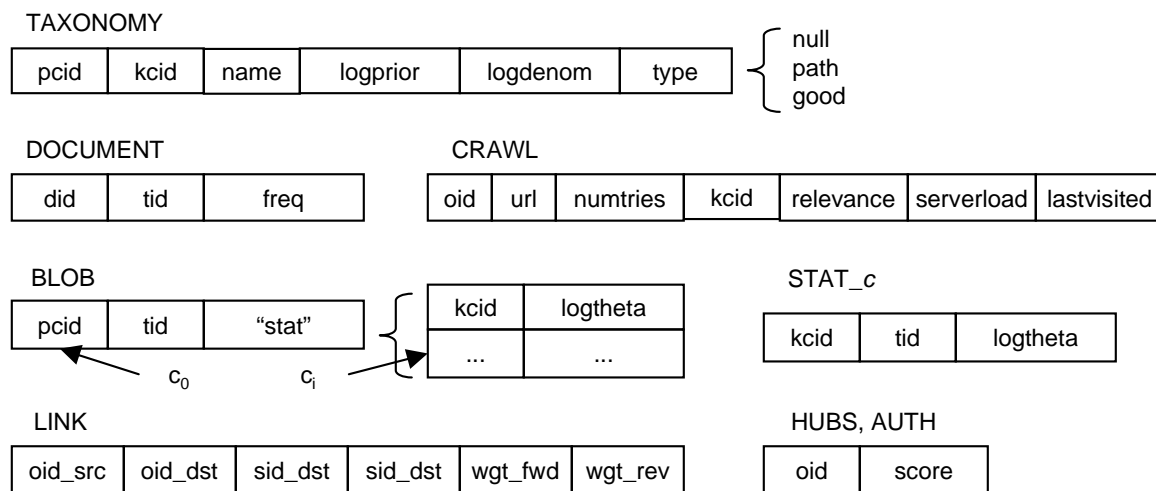 TAXONOMY
pcid kcid name logprior logdenom type
null
path
good
DOCUMENT
did tid freq
CRAWL
oid url numtries kcid relevance serverload lastvisited
BLOB
pcid tid “stat”
kcid logtheta
... ...
c0 ci
STAT_c
kcid tid logtheta
LINK
oid_src oid_dst sid_dst sid_dst wgt_fwd wgt_rev
HUBS, AUTH
oid score